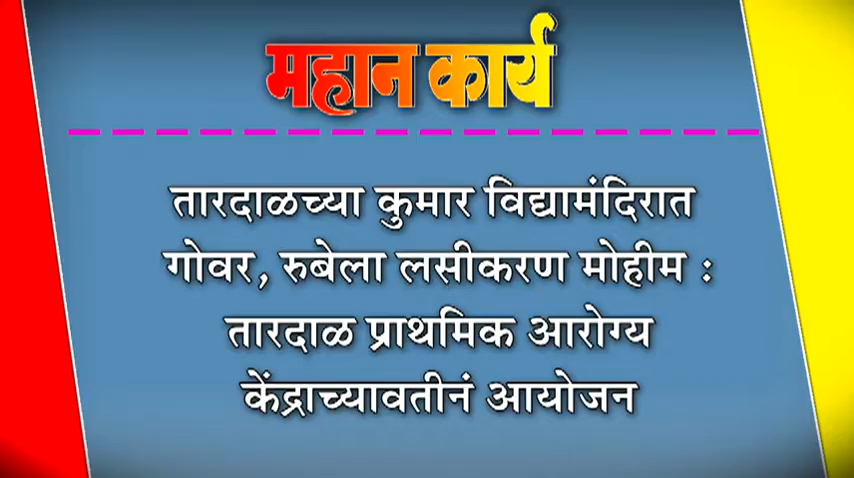 महान कार्य
तारदाळच्या कुमार विद्यामंदिरात
गोवर, रुबेला लसीकरण मोहीम :
तारदाळ प्राथमिक आरोग्य
केंद्राच्यावतीनं आयोजन